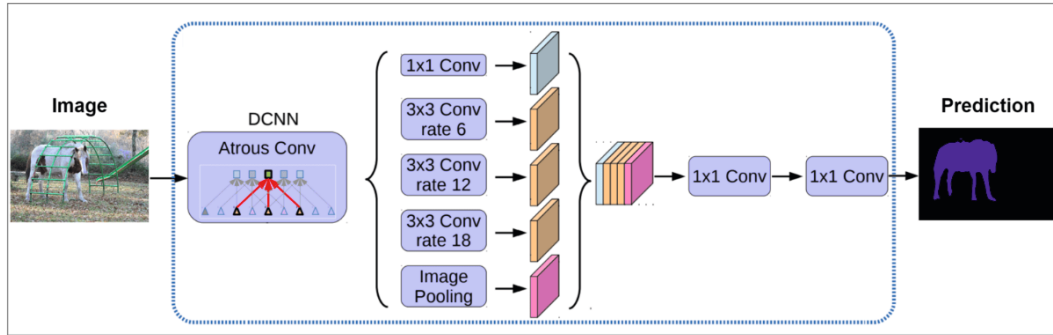 Image
DCNN
Atrous Conv
1x1 Conv
3x3 Conv
rate 6
3x3 Conv
rate 12
3x3 Conv
rate 18
Image
Pooling
1x1 Conv
1x1 Conv
Prediction